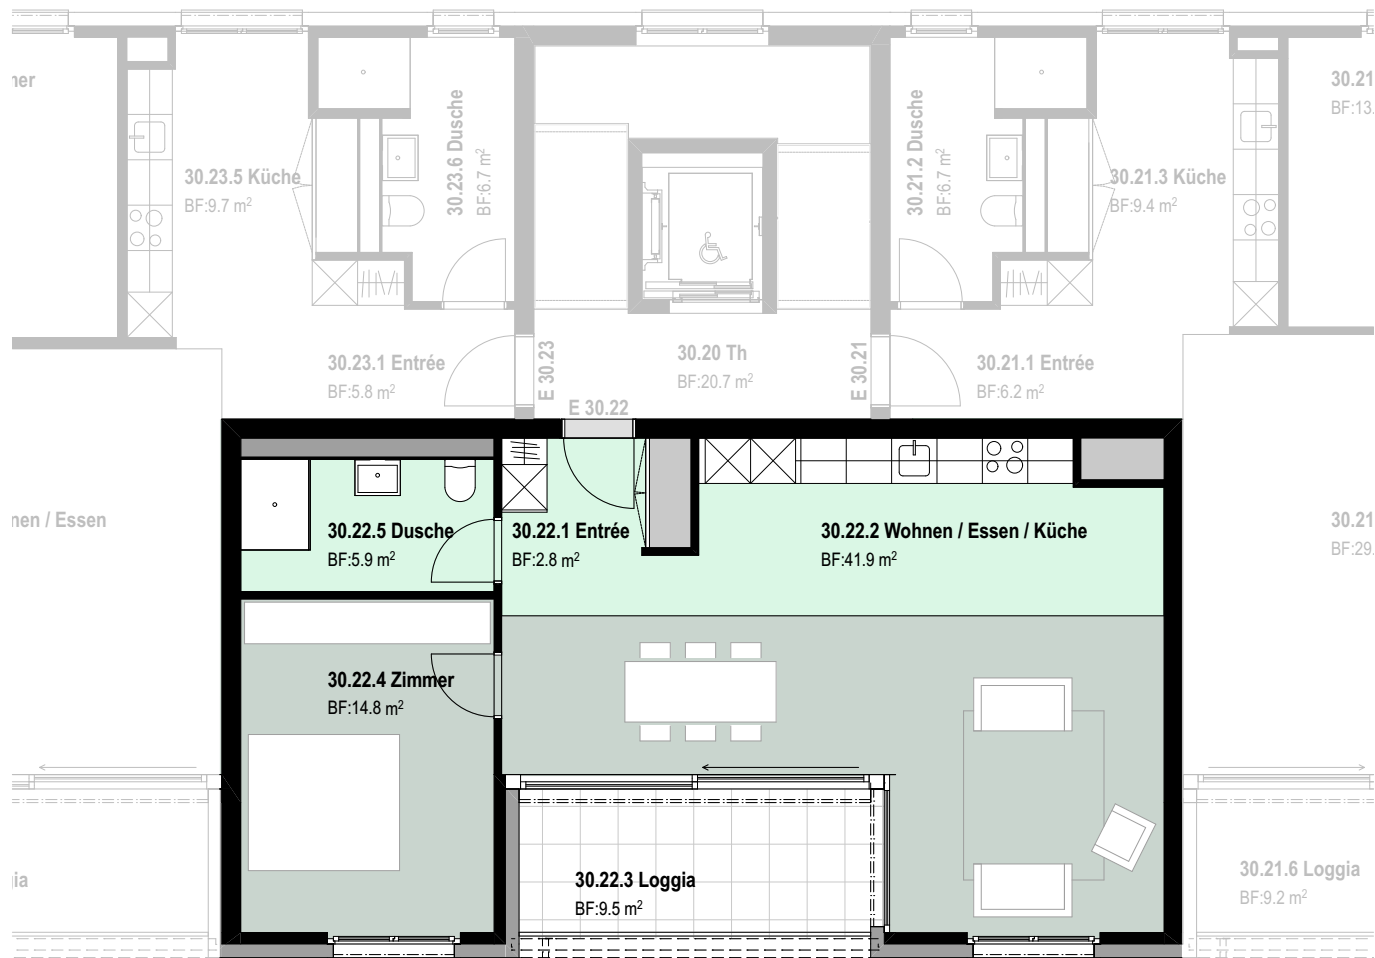 30.21
BF:13.
30.23.6 Dusche
BF:6.7 m²
30.21.2 Dusche
BF:6.7 m²
30.23.5 Küche
BF:9.7 m²
30.21.3 Küche
BF:9.4 m²
30.23.1 Entrée
BF:5.8 m²
E 30.23
30.20 Th
BF:20.7 m²
E 30.21
30.21.1 Entrée
BF:6.2 m²
E 30.22
nen / Essen
30.22.5 Dusche
BF:5.9 m²
30.22.1 Entrée
BF:2.8 m²
30.22.2 Wohnen / Essen / Küche
BF:41.9 m²
30.21
BF:29.
30.22.4 Zimmer
BF:14.8 m²
30.22.3 Loggia
BF:9.5 m²
30.21.6 Loggia
BF:9.2 m²